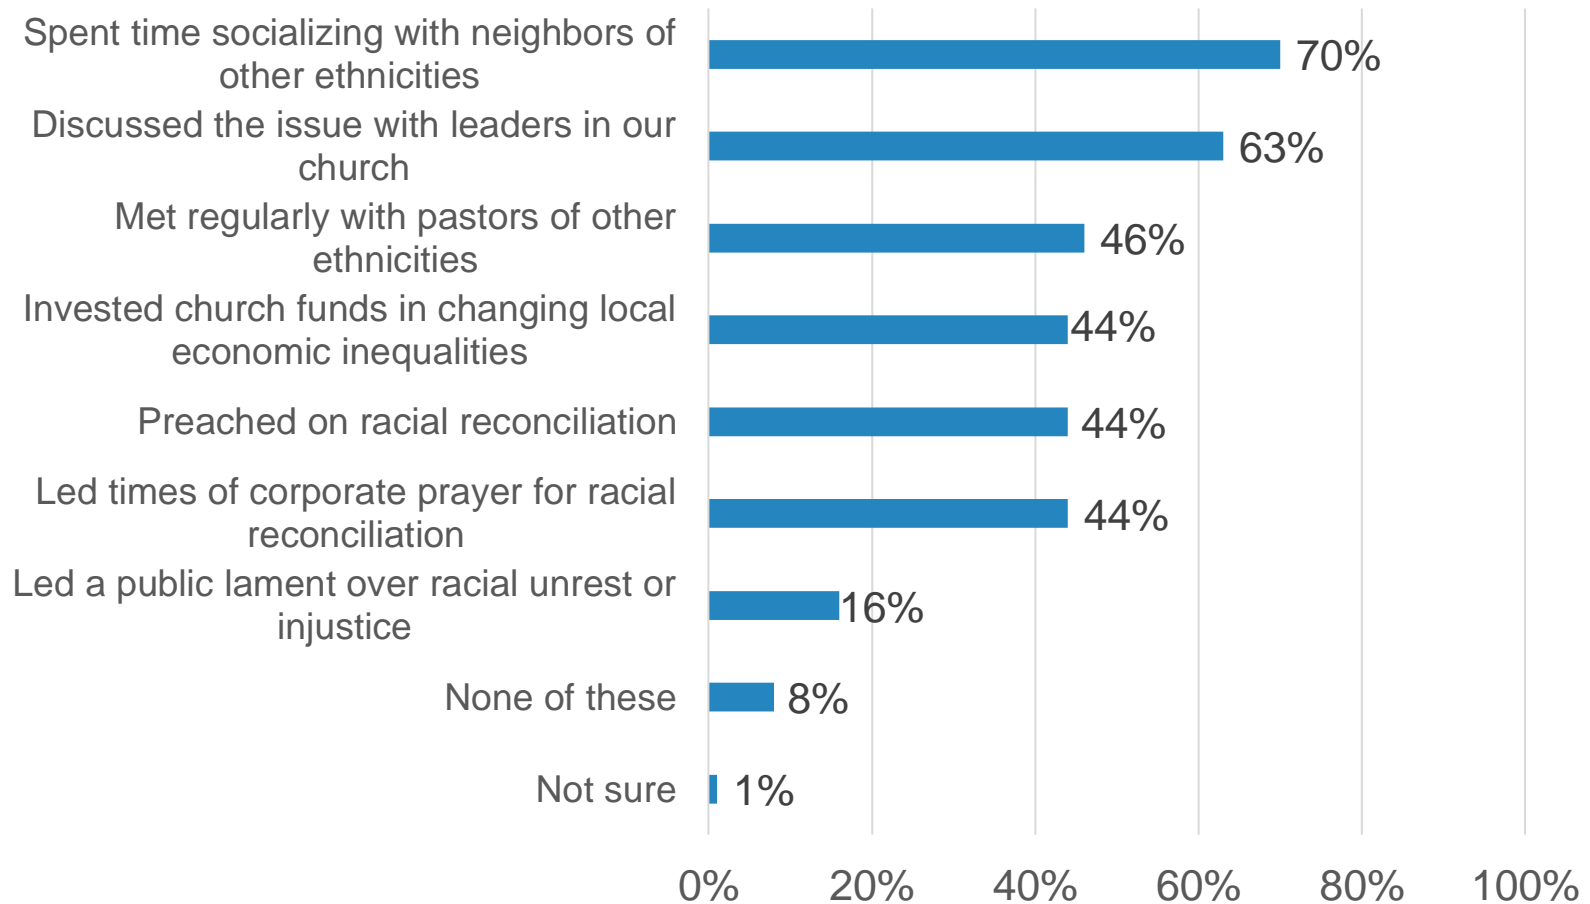 Spent time socializing with neighbors of
other ethnicities
70%
Discussed the issue with leaders in our
church
63%
Met regularly with pastors of other
ethnicities
46%
Invested church funds in changing local
economic inequalities
44%
Preached on racial reconciliation
44%
Led times of corporate prayer for racial
reconciliation
44%
Led a public lament over racial unrest or
injustice
16%
None of these
8%
Not sure
1%
0% 20% 40% 60% 80% 100%